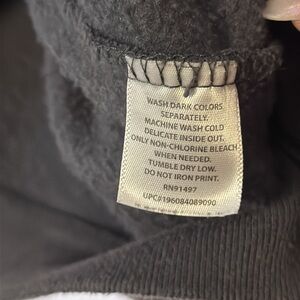 WASH DARK COLORS
SEPARATELY.
MACHINE WASH COLD
DELICATE INSIDE OUT.
ONLY NON-CHLORINE BLEACH
WHEN NEEDED.
TUMBLE DRY LOW.
DO NOT IRON PRINT.
RN91497
UPC#196084089090